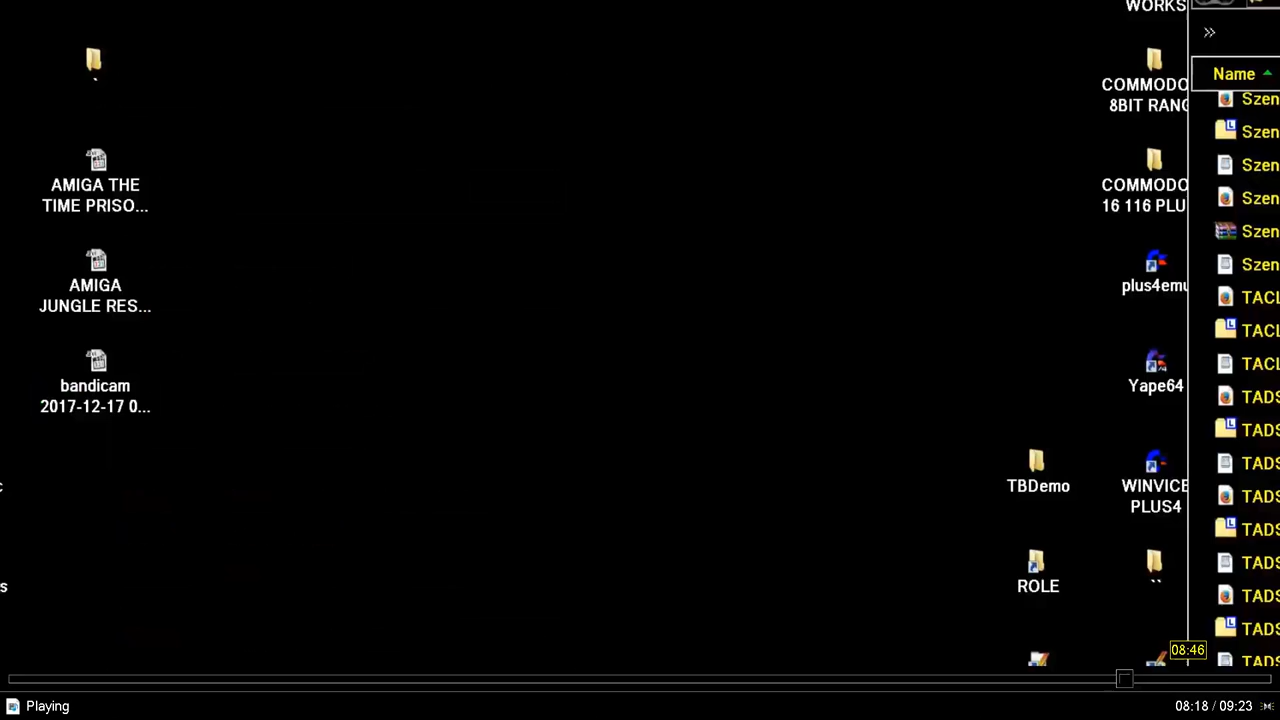 WORKS
»
COMMODO
8BIT RANG
Name
Szen
Szen
Szen
Szen
Szen
Szen
AMIGA THE
TIME PRISO...
COMMODO
16 116 PLU
AMIGA
JUNGLE RES...
plus4emu
TACL
TACL
TACL
bandicam
2017-12-17 0...
Yape64
TADS
TADS
TADS
TADS
TADS
TADS
TADS
TADS
TADS
TBDemo
WINVICE
PLUS4
s
ROLE
``
08:46
Playing
08:18 / 09:23